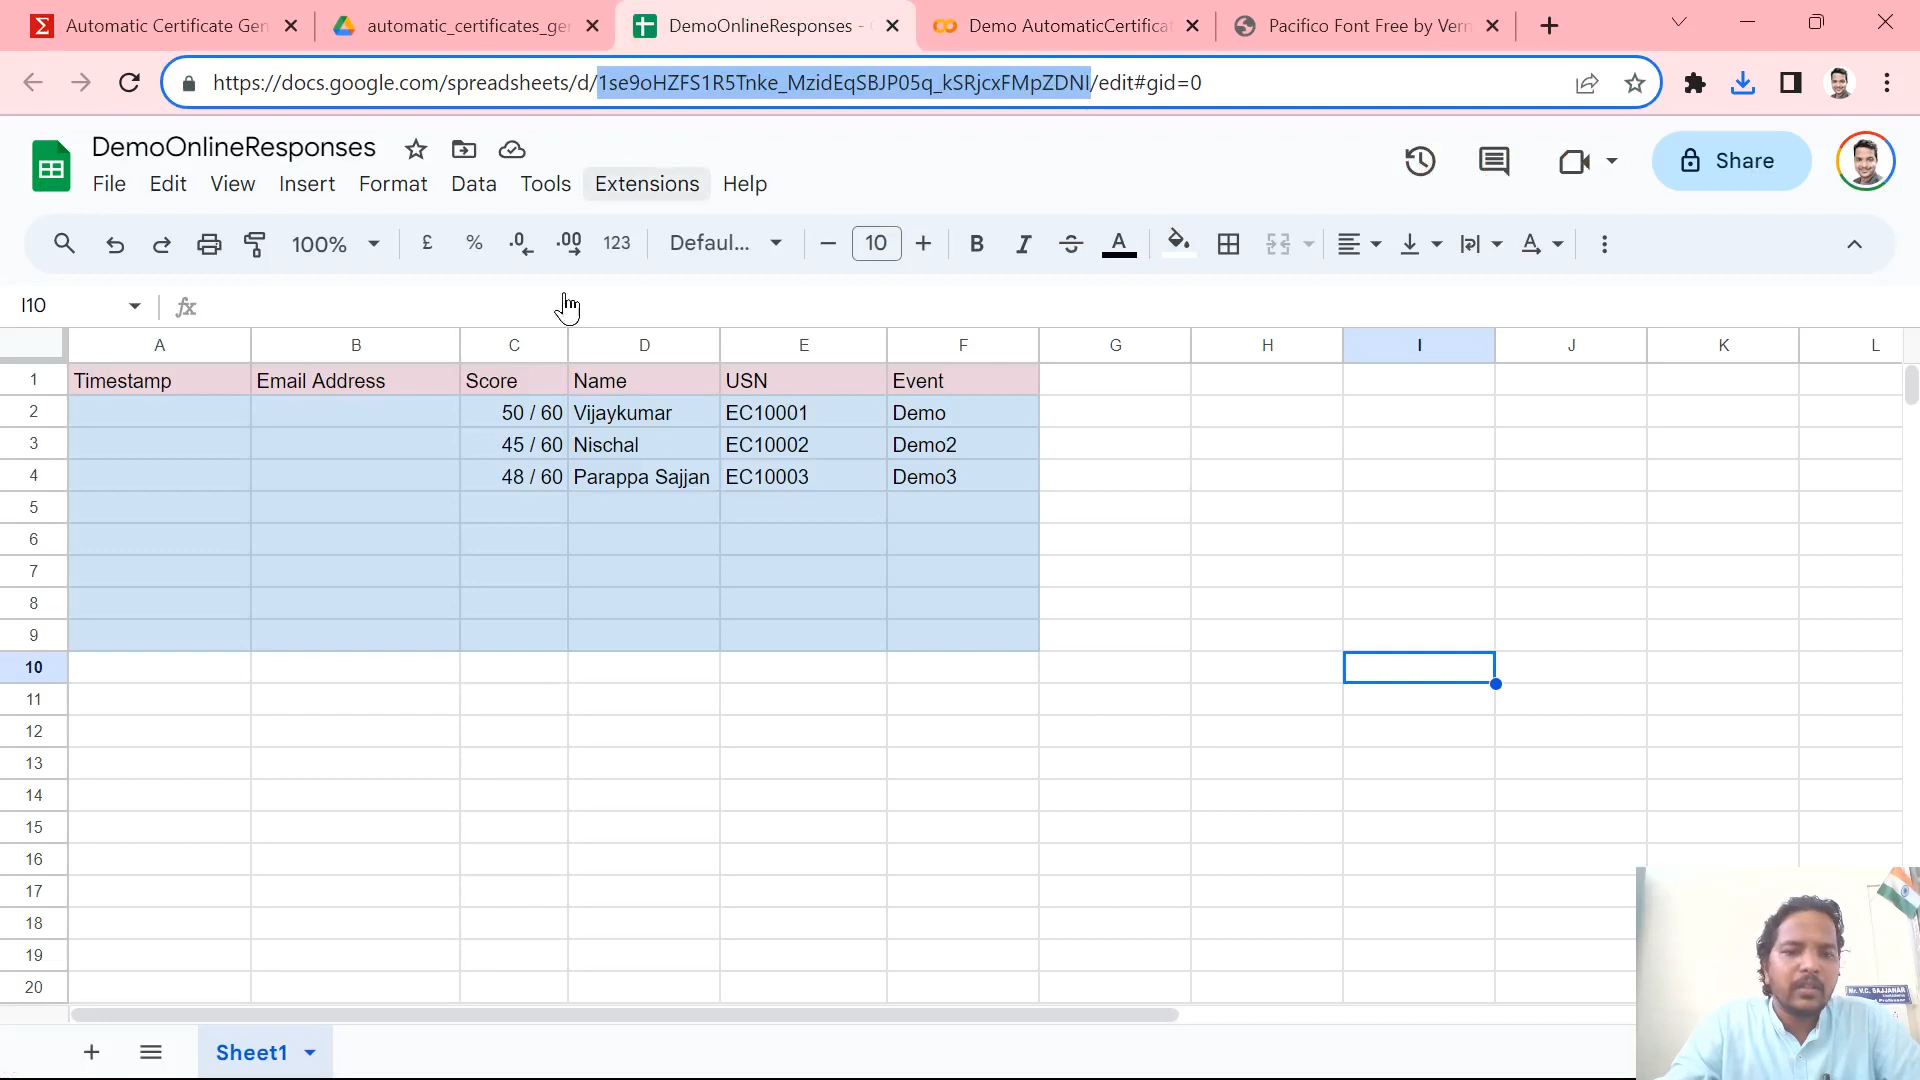 Automatic Certificate Gen
automatic_certificates_ge
DemoOnlineResponses -
Demo AutomaticCertificat
Pacifico Font Free by Vern
https://docs.google.com/spreadsheets/d/1se9oHZFS1R5Tnke_MzidEqSBJP05q_kSRjcxFMpZDNI/edit#gid=0
DemoOnlineResponses
Share
File Edit View Insert Format Data Tools Extensions Help
100% £ % .0 .00 123 Defaul... 10 B I A
I10 fx
A B C D E F G H I J K L
1 Timestamp Email Address Score Name USN Event
2 50 / 60 Vijaykumar EC10001 Demo
3 45 / 60 Nischal EC10002 Demo2
4 48 / 60 Parappa Sajjan EC10003 Demo3
5
6
7
8
9
10
11
12
13
14
15
16
17
18
19
20
Mr. V.C. SAJJANAR
Sheet1